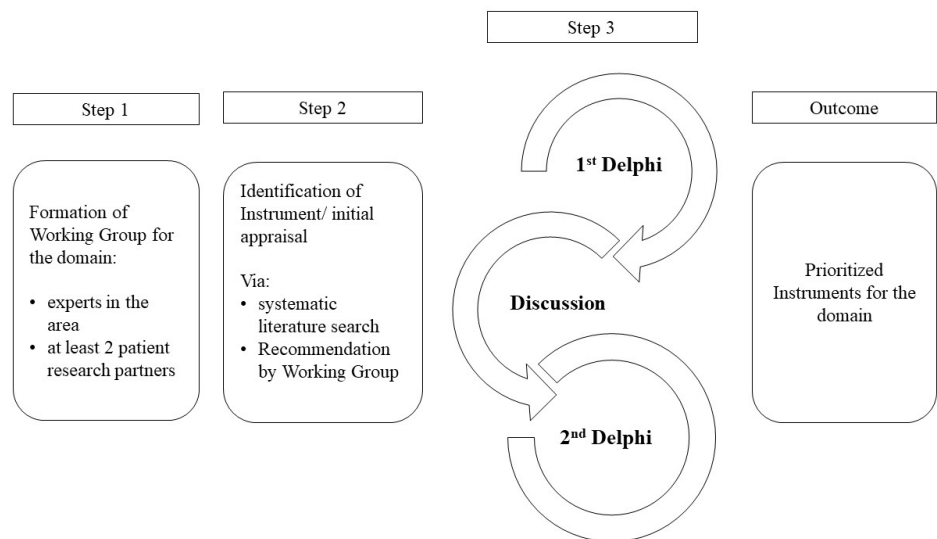 Step 1
Formation of
Working Group for
the domain:
• experts in the
area
• at least 2 patient
research partners
Step 2
Identification of
Instrument/ initial
appraisal
Via:
• systematic
literature search
• Recommendation
by Working Group
Step 3
1st Delphi
Discussion
2nd Delphi
Outcome
Prioritized
Instruments for the
domain